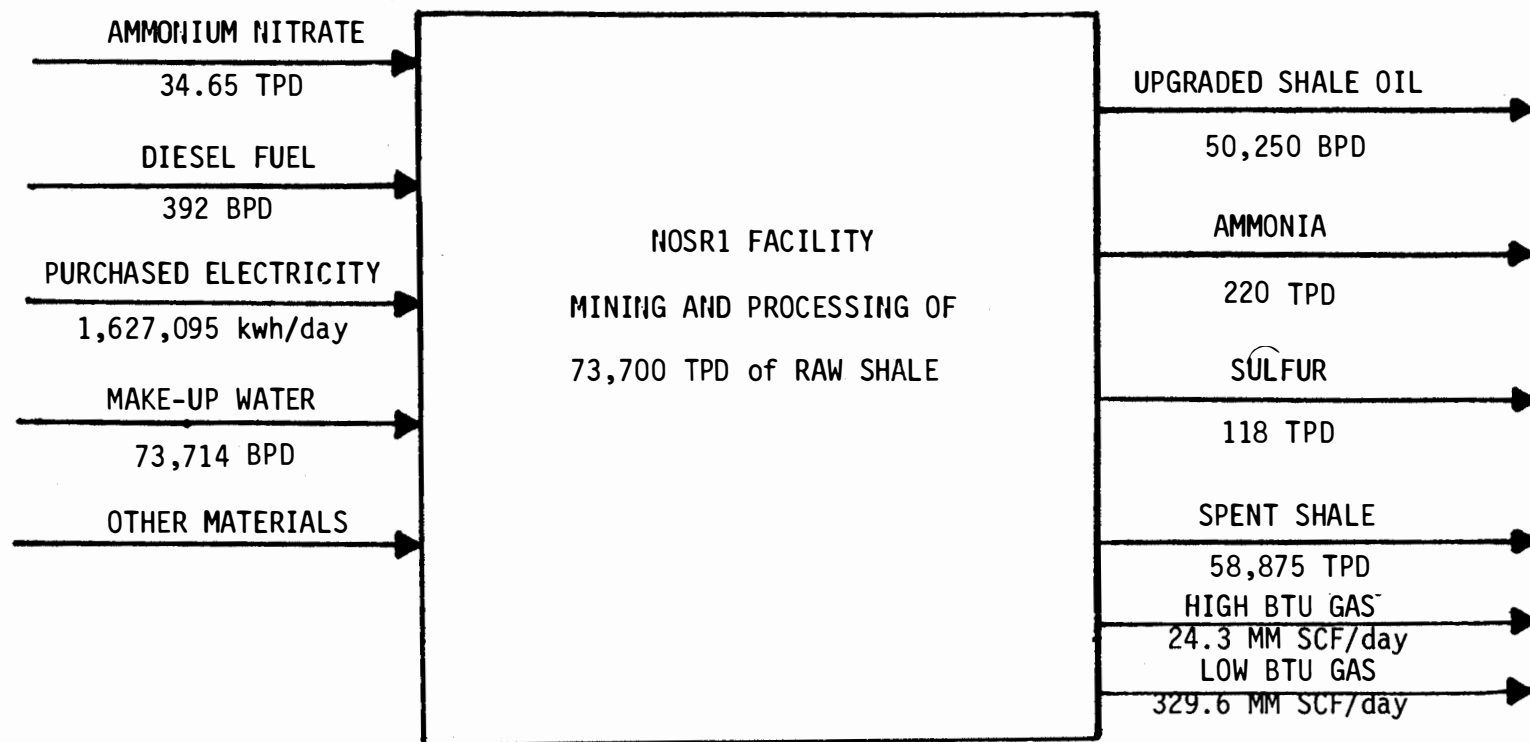 AMMONIUM NITRATE
34.65 TPD
DIESEL FUEL
392 BPD
PURCHASED ELECTRICITY
1,627,095 kwh/day
MAKE-UP WATER
73,714 BPD
OTHER MATERIALS
NOSR1 FACILITY
MINING AND PROCESSING OF
73,700 TPD of RAW SHALE
UPGRADED SHALE OIL
50,250 BPD
AMMONIA
220 TPD
SULFUR
118 TPD
SPENT SHALE
58,875 TPD
HIGH BTU GAS
24.3 MM SCF/day
LOW BTU GAS
329.6 MM SCF/day